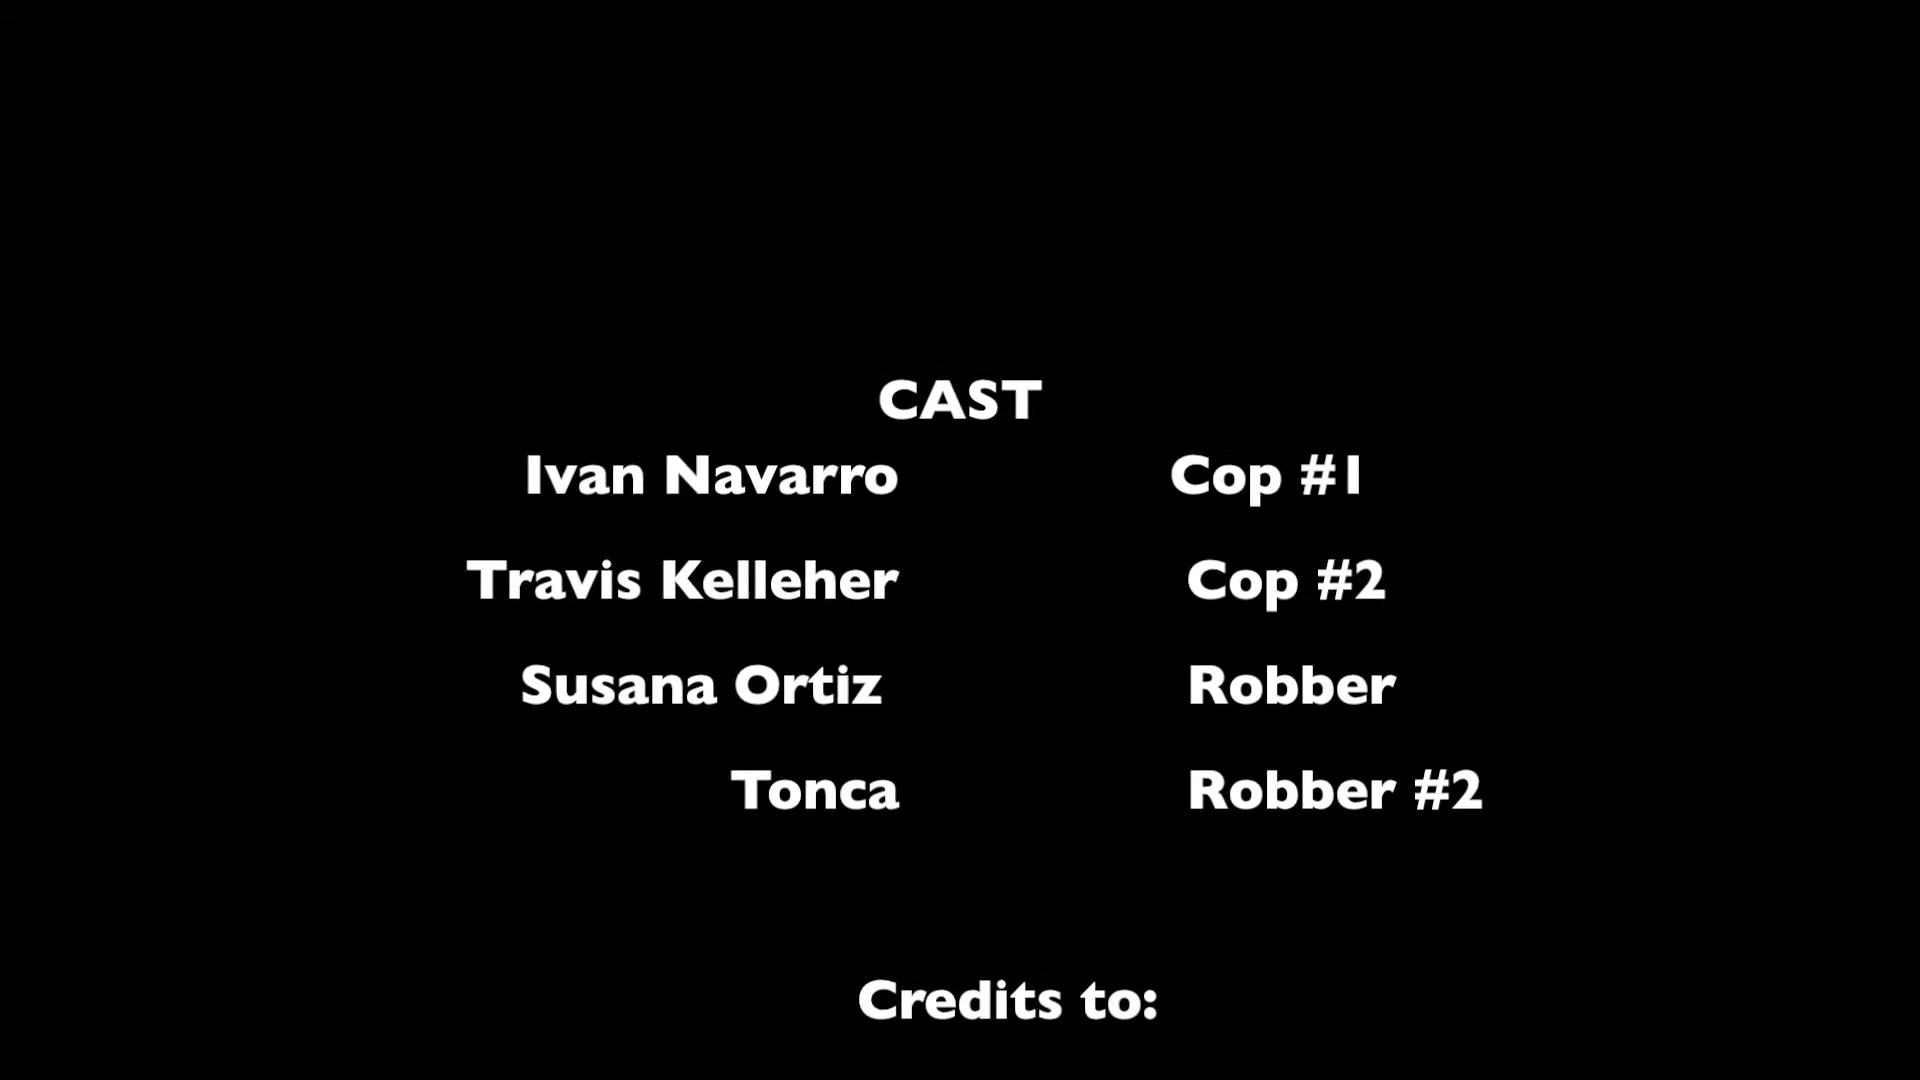 CAST
Ivan Navarro Cop #1
Travis Kelleher Cop #2
Susana Ortiz Robber
Tonca Robber #2
Credits to: